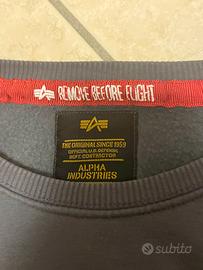 REMOVE BEFORE FLIGHT
THE ORIGINAL SINCE 1959
OFFICIAL U.S. DEFENSE
DEPT. CONTRACTOR
ALPHA
INDUSTRIES
subito